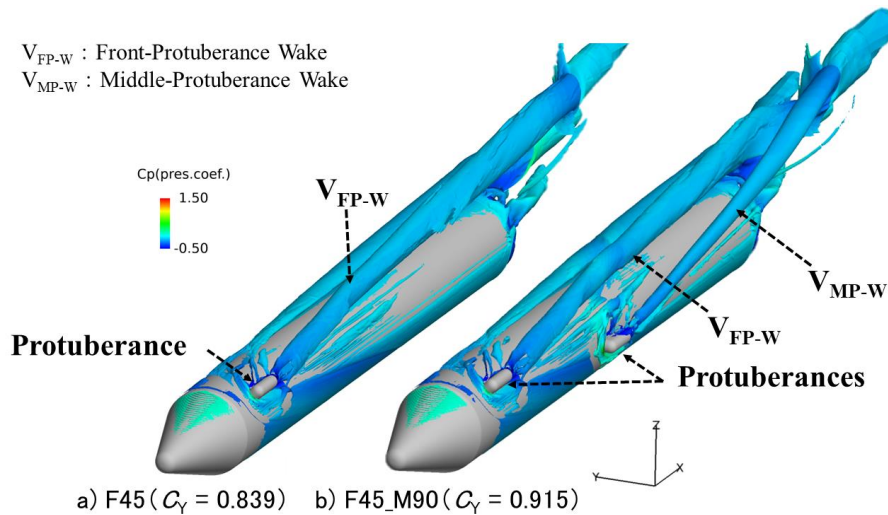 V_FP-W : Front-Protuberance Wake
V_MP-W : Middle-Protuberance Wake
Cp(pres.coef.)
1.50
-0.50
V_FP-W
V_MP-W
V_FP-W
Protuberance
Protuberances
Z
Y
X
a) F45(C_Y = 0.839)
b) F45_M90(C_Y = 0.915)